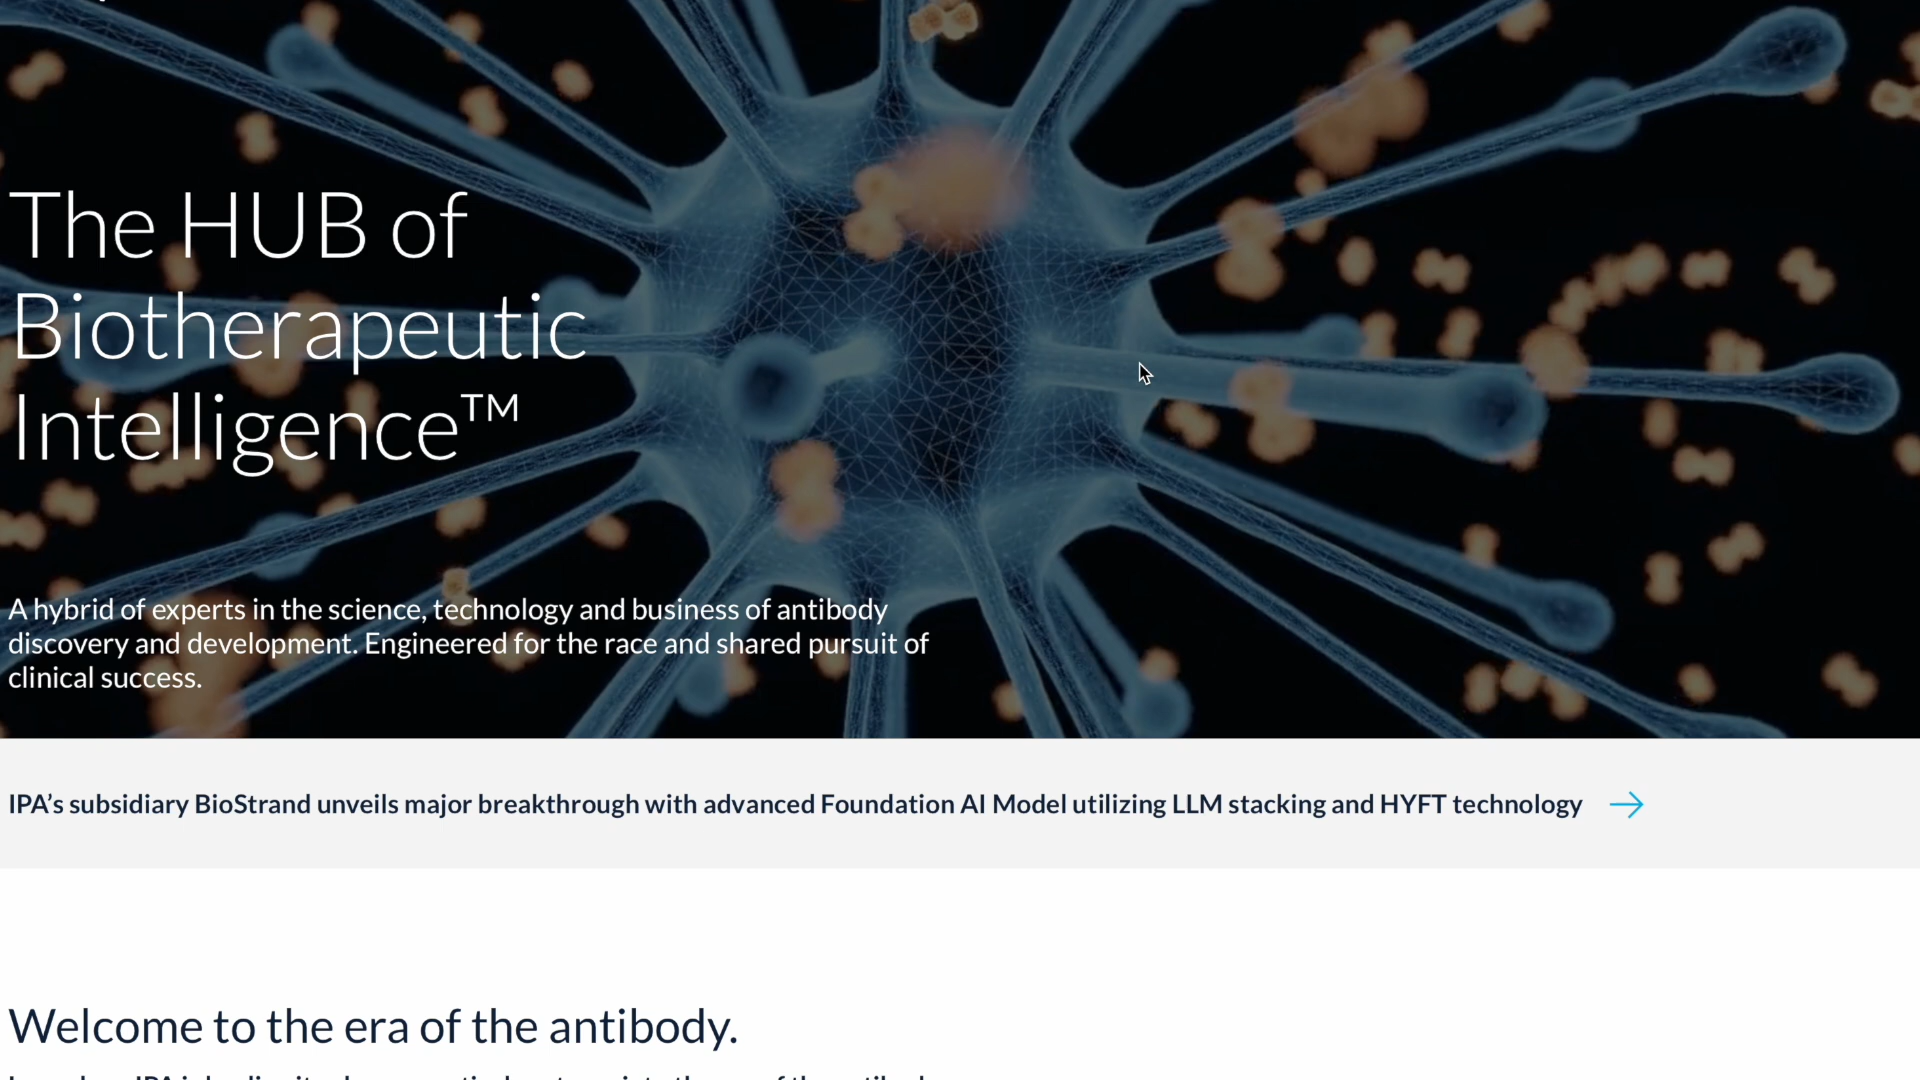 The HUB of
Biotherapeutic
Intelligence™
A hybrid of experts in the science, technology and business of antibody
discovery and development. Engineered for the race and shared pursuit of
clinical success.
IPA’s subsidiary BioStrand unveils major breakthrough with advanced Foundation AI Model utilizing LLM stacking and HYFT technology
Welcome to the era of the antibody.